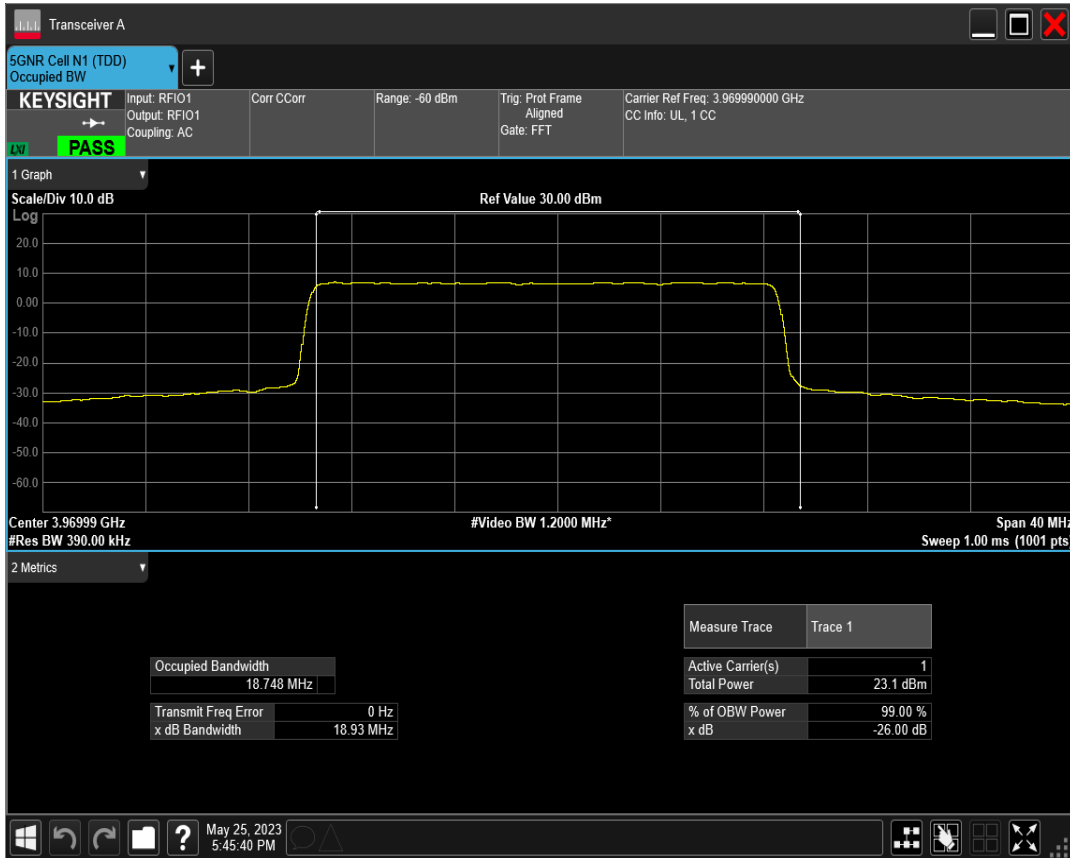 Transceiver A
5GNR Cell N1 (TDD)
Occupied BW
+
KEYSIGHT
LXI
PASS
Input: RFIO1
Output: RFIO1
Coupling: AC
Corr CCorr
Range: -60 dBm
Trig: Prot Frame
Aligned
Gate: FFT
Carrier Ref Freq: 3.969990000 GHz
CC Info: UL, 1 CC
1 Graph
Scale/Div 10.0 dB
Ref Value 30.00 dBm
Log
20.0
10.0
0.00
-10.0
-20.0
-30.0
-40.0
-50.0
-60.0
Center 3.96999 GHz
#Video BW 1.2000 MHz*
Span 40 MHz
#Res BW 390.00 kHz
Sweep 1.00 ms (1001 pts)
2 Metrics
Measure Trace Trace 1
Occupied Bandwidth
18.748 MHz
Active Carrier(s) 1
Total Power 23.1 dBm
Transmit Freq Error 0 Hz
x dB Bandwidth 18.93 MHz
% of OBW Power 99.00 %
x dB -26.00 dB
?
May 25, 2023
5:45:40 PM